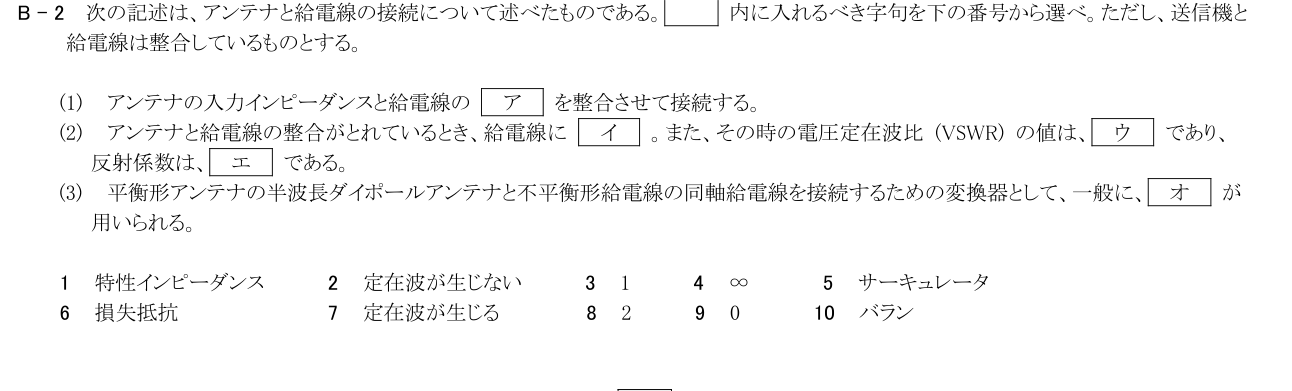 B－2 次の記述は、アンテナと給電線の接続について述べたものである。 内に入れるべき字句を下の番号から選べ。ただし、送信機と
給電線は整合しているものとする。
(1) アンテナの入力インピーダンスと給電線の ア を整合させて接続する。
(2) アンテナと給電線の整合がとれているとき、給電線に イ 。また、その時の電圧定在波比 (VSWR) の値は、 ウ であり、
反射係数は、 エ である。
(3) 平衡形アンテナの半波長ダイポールアンテナと不平衡形給電線の同軸給電線を接続するための変換器として、一般に、 オ が
用いられる。
1 特性インピーダンス 2 定在波が生じない 3 1 4 ∞ 5 サーキュレータ
6 損失抵抗 7 定在波が生じる 8 2 9 0 10 バラン